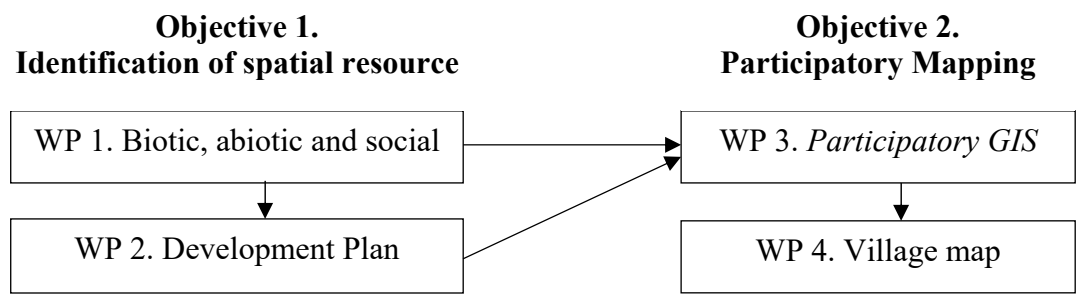 Objective 1.
Identification of spatial resource
WP 1. Biotic, abiotic and social
WP 2. Development Plan
Objective 2.
Participatory Mapping
WP 3. Participatory GIS
WP 4. Village map